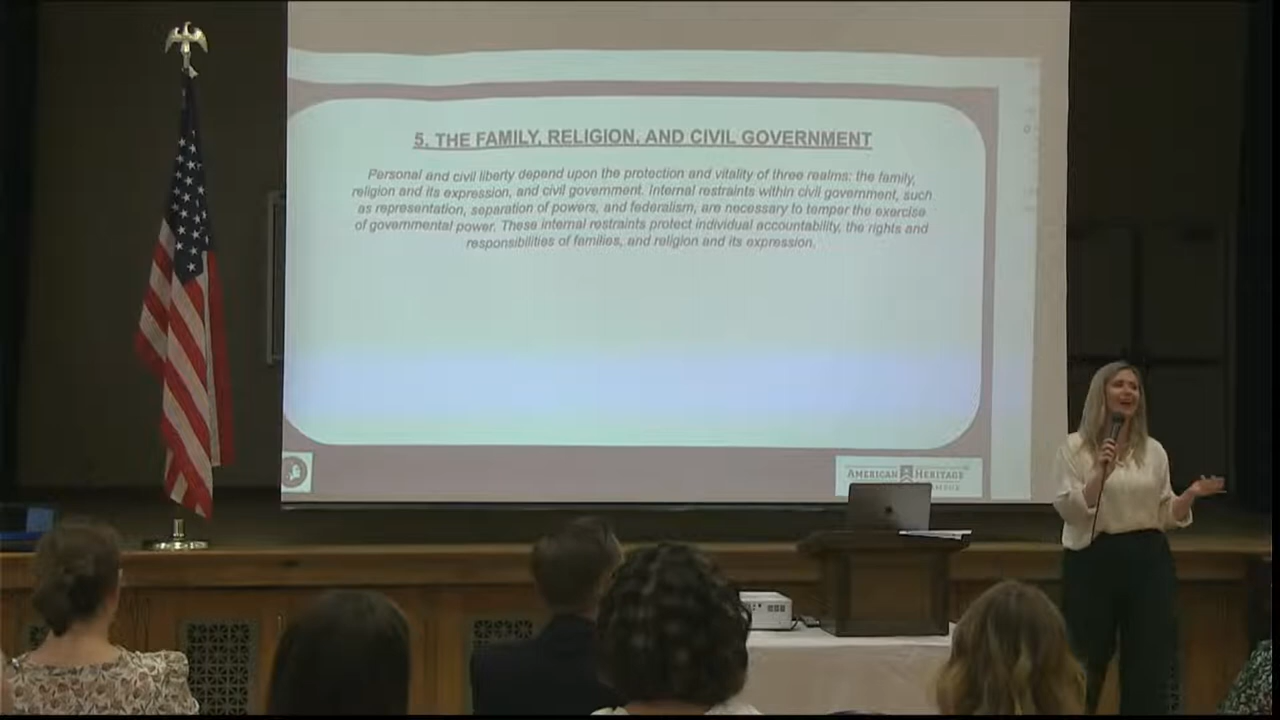 5. THE FAMILY, RELIGION, AND CIVIL GOVERNMENT
Personal and civil liberty depend upon the protection and vitality of three realms: the family,
religion and its expression, and civil government. Internal restraints within civil government, such
as representation, separation of powers, and federalism, are necessary to temper the exercise
of governmental power. These internal restraints protect individual accountability, the rights and
responsibilities of families, and religion and its expression.
AMERICAN HERITAGE